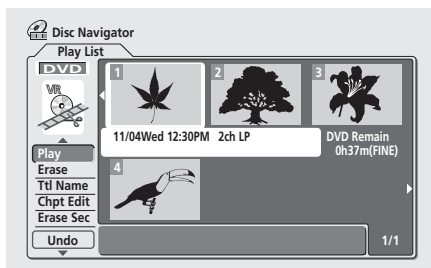 Disc Navigator
Play List
DVD
VR
1
2
3
11/04Wed 12:30PM 2ch LP
DVD Remain
0h37m(FINE)
4
Play
Erase
Ttl Name
Chpt Edit
Erase Sec
Undo
1/1